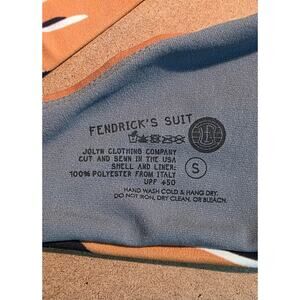 FENDRICK'S SUIT
JOLYN CLOTHING COMPANY
CUT AND SEWN IN THE USA
SHELL AND LINER:
100% POLYESTER FROM ITALY
UPF +50
S
HAND WASH COLD & HANG DRY.
DO NOT IRON, DRY CLEAN, OR BLEACH.